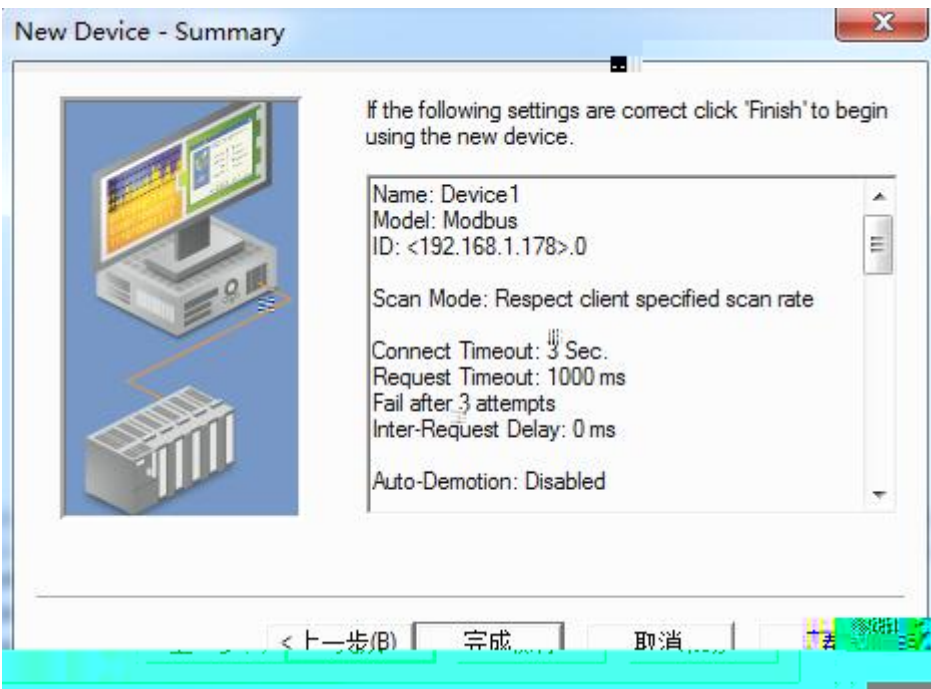 New Device - Summary
If the following settings are correct click 'Finish' to begin
using the new device.
Name: Device1
Model: Modbus
ID: <192.168.1.178>.0
Scan Mode: Respect client specified scan rate
Connect Timeout: 3 Sec.
Request Timeout: 1000 ms
Fail after 3 attempts
Inter-Request Delay: 0 ms
Auto-Demotion: Disabled
< 上一步(B) 完成 取消